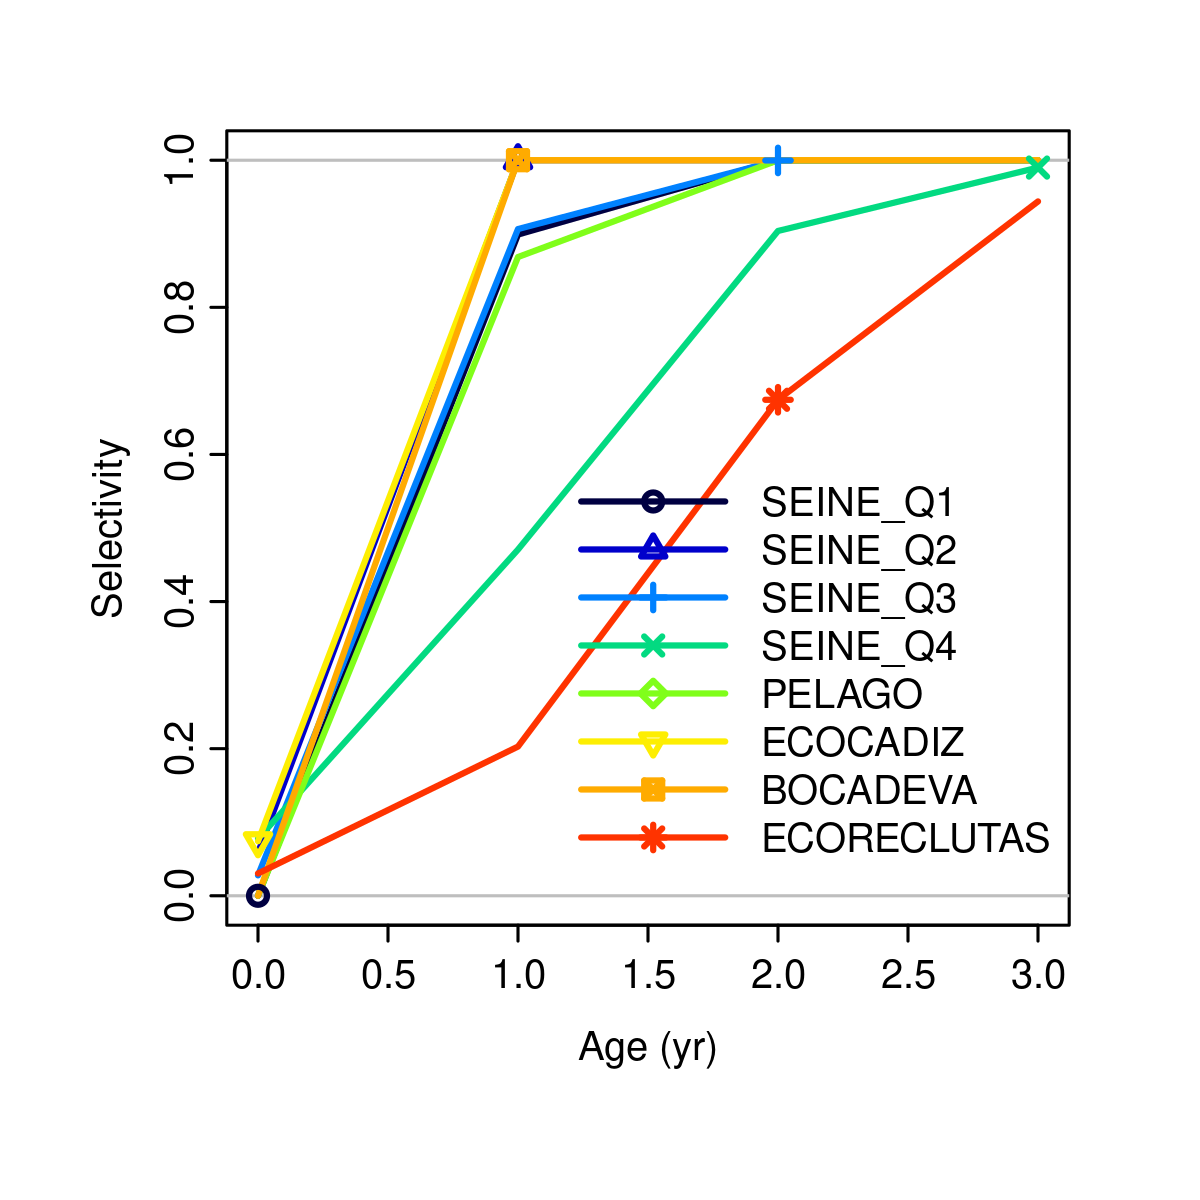 Selectivity
1.0
0.8
0.6
0.4
0.2
0.0
SEINE_Q1
SEINE_Q2
SEINE_Q3
SEINE_Q4
PELAGO
ECOCADIZ
BOCADEVA
ECORECLUTAS
0.0 0.5 1.0 1.5 2.0 2.5 3.0
Age (yr)